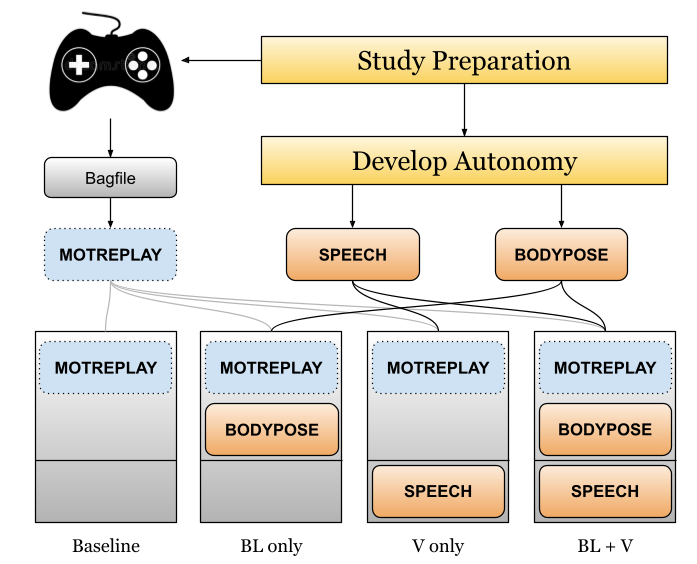 Study Preparation
Develop Autonomy
Bagfile
MOTREPLAY
SPEECH
BODYPOSE
MOTREPLAY
MOTREPLAY
MOTREPLAY
MOTREPLAY
BODYPOSE
BODYPOSE
SPEECH
SPEECH
Baseline
BL only
V only
BL + V